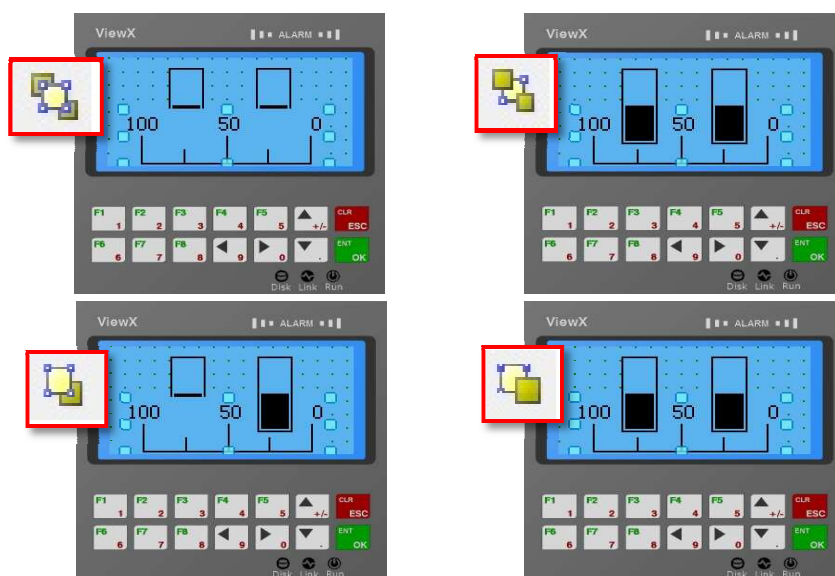 ViewX ALARM
100 50 0
F1 1 F2 2 F3 3 F4 4 F5 5 +/- CLR ESC
F6 6 F7 7 F8 8 9 0 . ENT OK
Disk Link Run
ViewX ALARM
100 50 0
F1 1 F2 2 F3 3 F4 4 F5 5 +/- CLR ESC
F6 6 F7 7 F8 8 9 0 . ENT OK
Disk Link Run
ViewX ALARM
100 50 0
F1 1 F2 2 F3 3 F4 4 F5 5 +/- CLR ESC
F6 6 F7 7 F8 8 9 0 . ENT OK
Disk Link Run
ViewX ALARM
100 50 0
F1 1 F2 2 F3 3 F4 4 F5 5 +/- CLR ESC
F6 6 F7 7 F8 8 9 0 . ENT OK
Disk Link Run